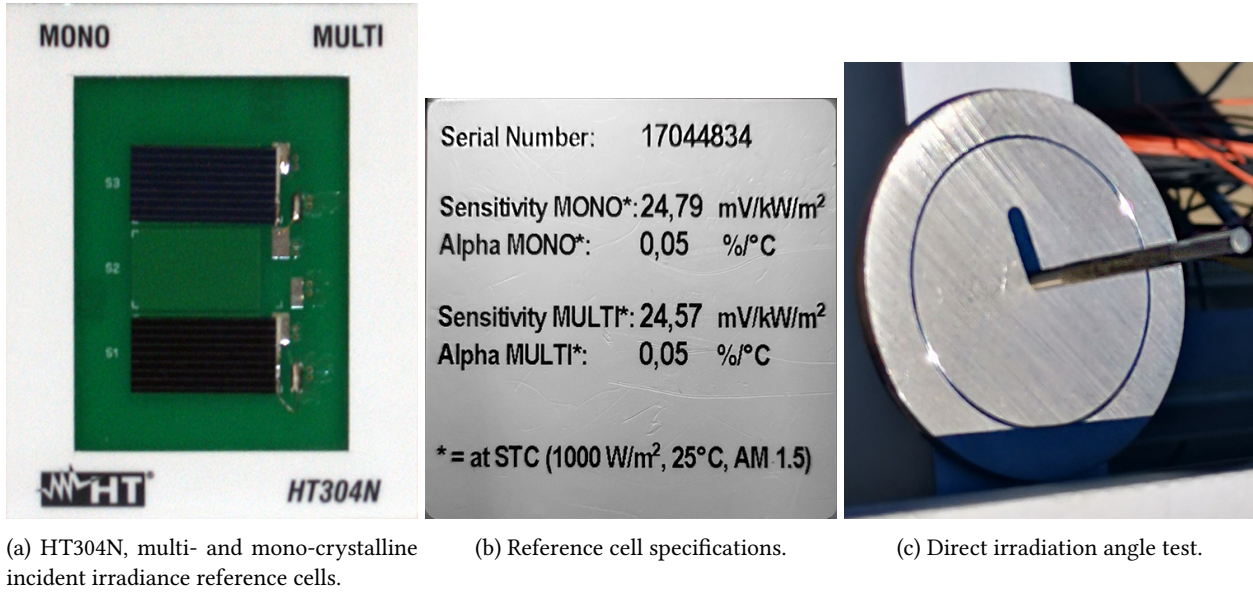 MONO MULTI
S3
S2
S1
HT
HT304N
(a) HT304N, multi- and mono-crystalline
incident irradiance reference cells.
Serial Number: 17044834
Sensitivity MONO*: 24,79 mV/kW/m²
Alpha MONO*: 0,05 %/°C
Sensitivity MULTI*: 24,57 mV/kW/m²
Alpha MULTI*: 0,05 %/°C
* = at STC (1000 W/m², 25°C, AM 1.5)
(b) Reference cell specifications.
(c) Direct irradiation angle test.